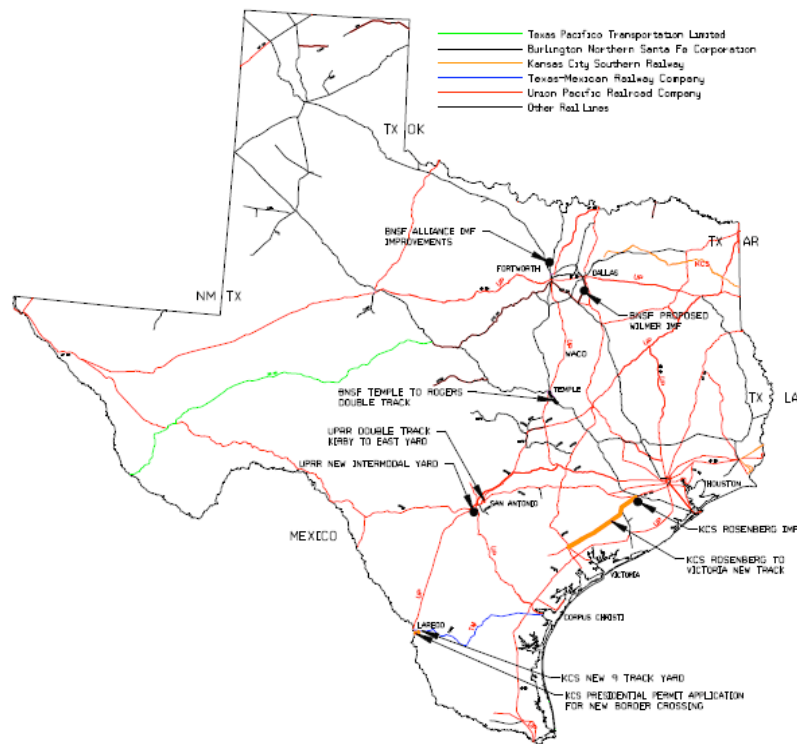 Texas Pacifico Transportation Limited
Burlington Northern Santa Fe Corporation
Kansas City Southern Railway
Texas-Mexican Railway Company
Union Pacific Railroad Company
Other Rail Lines
TX OK
BNSF ALLIANCE IMF
IMPROVEMENTS
TX AR
KCS
FORTWORTH
DALLAS
UP
NM TX
BNSF PROPOSED
WILMER IMF
WACO
BNSF TEMPLE TO ROGERS
DOUBLE TRACK
TEMPLE
TX LA
UPRR DOUBLE TRACK
KIRBY TO EAST YARD
UPRR NEW INTERMODAL YARD
SAN ANTONIO
HOUSTON
MEXICO
KCS ROSENBERG IMF
KCS ROSENBERG TO
VICTORIA NEW TRACK
VICTORIA
LAREDO
CORPUS CHRISTI
KCS NEW 9 TRACK YARD
KCS PRESIDENTIAL PERMIT APPLICATION
FOR NEW BORDER CROSSING